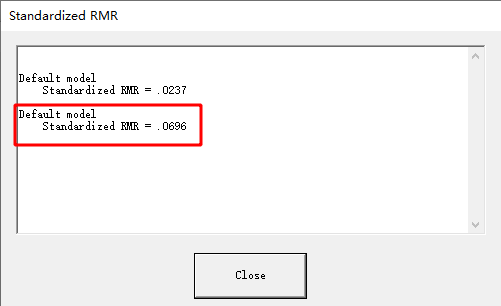 Standardized RMR
Default model
Standardized RMR = .0237
Default model
Standardized RMR = .0696
Close